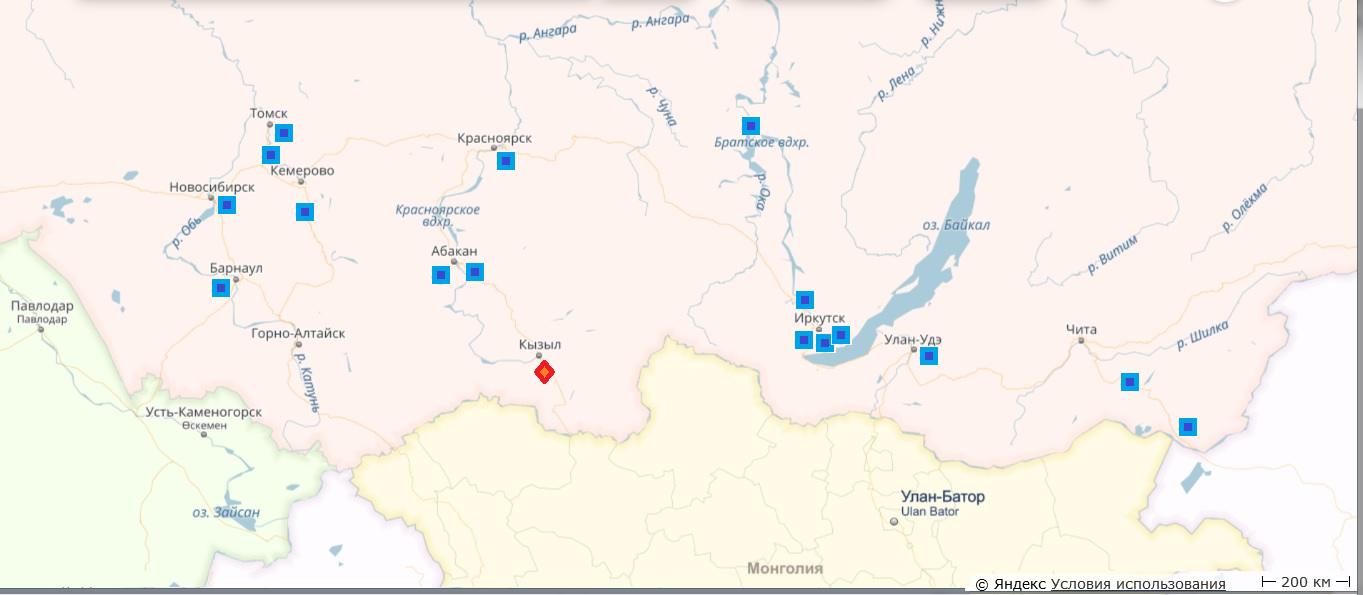 р. Ангара
р. Ангара
р. Нижн
р. Лена
р. Чуна
Томск
Красноярск
Братское вдхр.
Кемерово
Новосибирск
р. Ока
Красноярское
вдхр.
р. Обь
оз. Байкал
р. Олёкма
р. Витим
Абакан
Барнаул
Павлодар
Павлодар
Горно-Алтайск
Кызыл
Иркутск
Улан-Удэ
Чита
р. Шилка
р. Катунь
Усть-Каменогорск
Өскемен
оз. Зайсан
Улан-Батор
Ulan Bator
Монголия
© Яндекс Условия использования
200 км